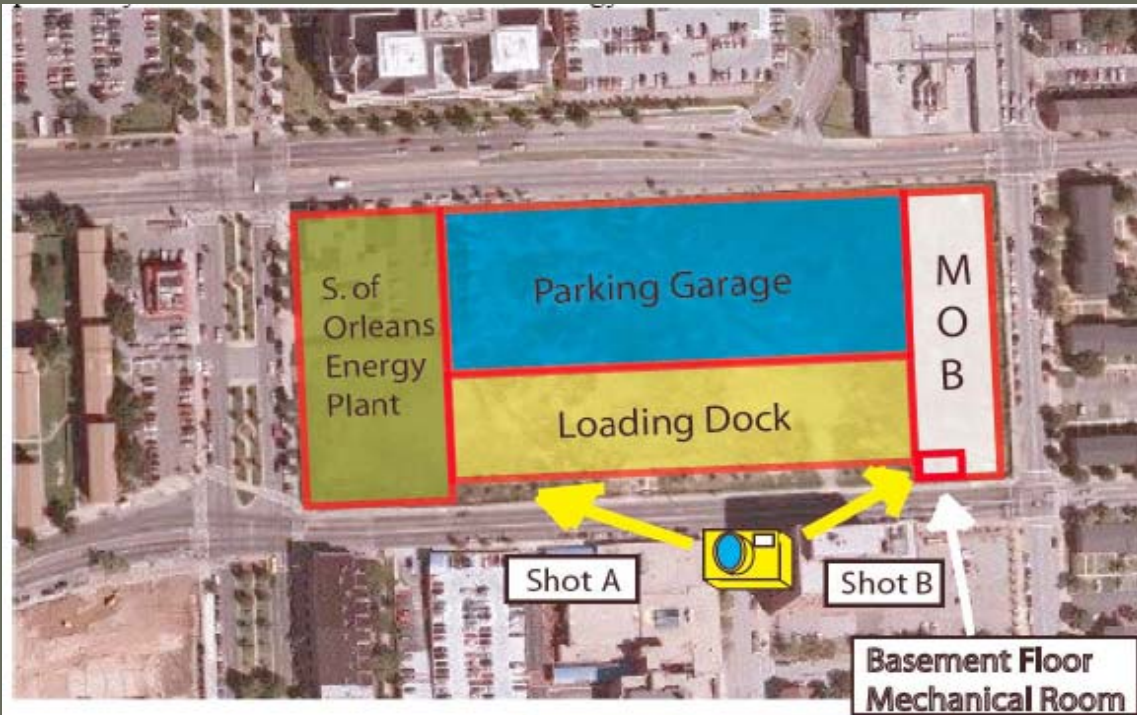 S. of
Orleans
Energy
Plant
Parking Garage
M
O
B
Loading Dock
Shot A
Shot B
Basement Floor
Mechanical Room